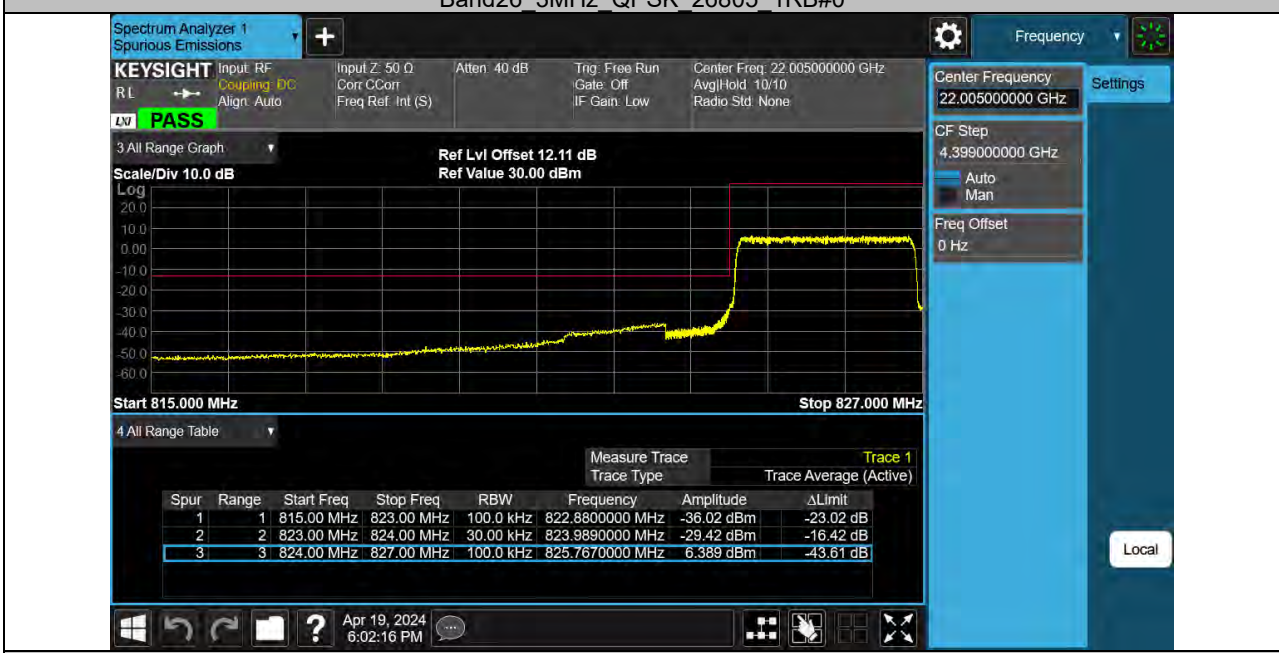 Band26_3MHz_QPSK_26805_1RB#0
Spectrum Analyzer 1
Spurious Emissions
Frequency
KEYSIGHT
RL
LXI
PASS
Input: RF
Coupling: DC
Align: Auto
Input Z: 50 Ω
Corr CCorr
Freq Ref: Int (S)
Atten: 40 dB
Trig: Free Run
Gate: Off
IF Gain: Low
Center Freq: 22.005000000 GHz
Avg|Hold: 10/10
Radio Std: None
Center Frequency
22.005000000 GHz
Settings
CF Step
4.399000000 GHz
Auto
Man
Freq Offset
0 Hz
3 All Range Graph
Scale/Div 10.0 dB
Ref Lvl Offset 12.11 dB
Ref Value 30.00 dBm
Log
20.0
10.0
0.00
-10.0
-20.0
-30.0
-40.0
-50.0
-60.0
Start 815.000 MHz
Stop 827.000 MHz
4 All Range Table
Measure Trace Trace 1
Trace Type Trace Average (Active)
Spur Range Start Freq Stop Freq RBW Frequency Amplitude ΔLimit
1 1 815.00 MHz 823.00 MHz 100.0 kHz 822.8800000 MHz -36.02 dBm -23.02 dB
2 2 823.00 MHz 824.00 MHz 30.00 kHz 823.9890000 MHz -29.42 dBm -16.42 dB
3 3 824.00 MHz 827.00 MHz 100.0 kHz 825.7670000 MHz 6.389 dBm -43.61 dB
Local
?
Apr 19, 2024
6:02:16 PM